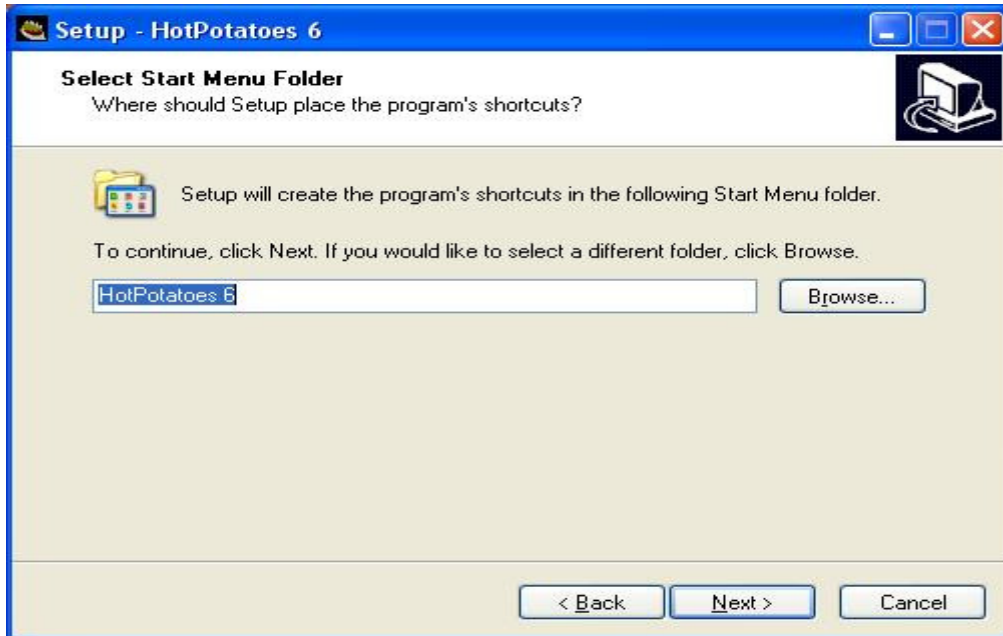 Setup - HotPotatoes 6
Select Start Menu Folder
Where should Setup place the program's shortcuts?
Setup will create the program's shortcuts in the following Start Menu folder.
To continue, click Next. If you would like to select a different folder, click Browse.
HotPotatoes 6
Browse...
< Back
Next >
Cancel